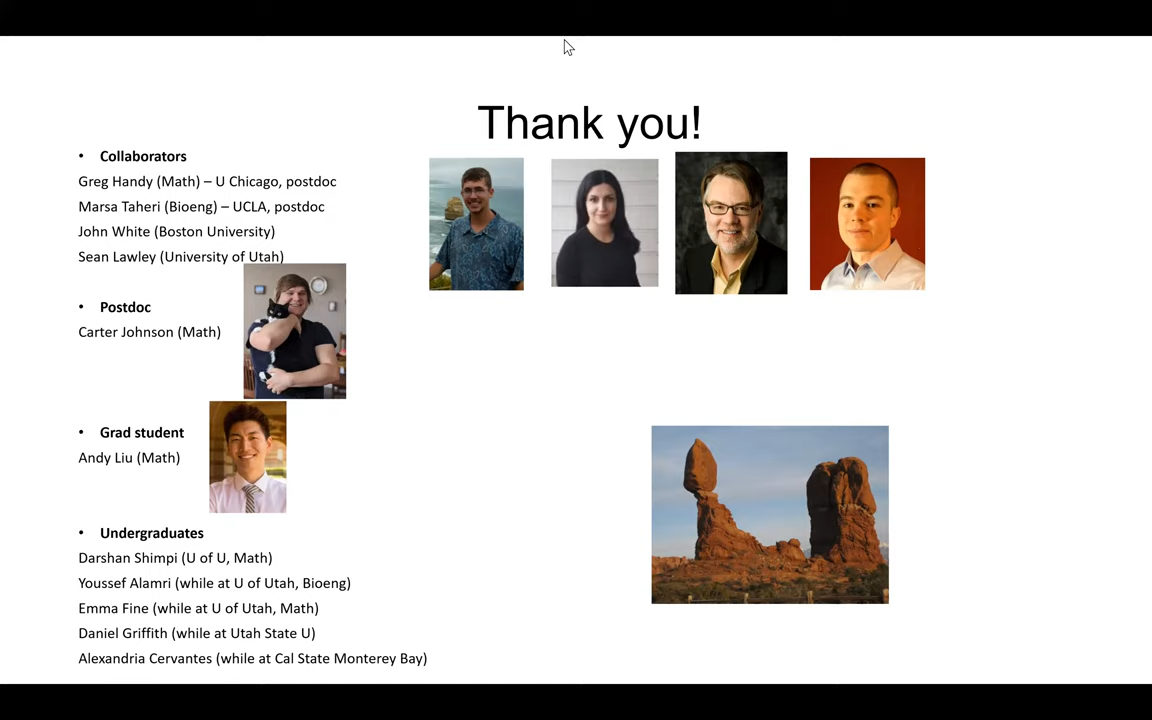 Thank you!
• Collaborators
Greg Handy (Math) – U Chicago, postdoc
Marsa Taheri (Bioeng) – UCLA, postdoc
John White (Boston University)
Sean Lawley (University of Utah)
• Postdoc
Carter Johnson (Math)
• Grad student
Andy Liu (Math)
• Undergraduates
Darshan Shimpi (U of U, Math)
Youssef Alamri (while at U of Utah, Bioeng)
Emma Fine (while at U of Utah, Math)
Daniel Griffith (while at Utah State U)
Alexandria Cervantes (while at Cal State Monterey Bay)